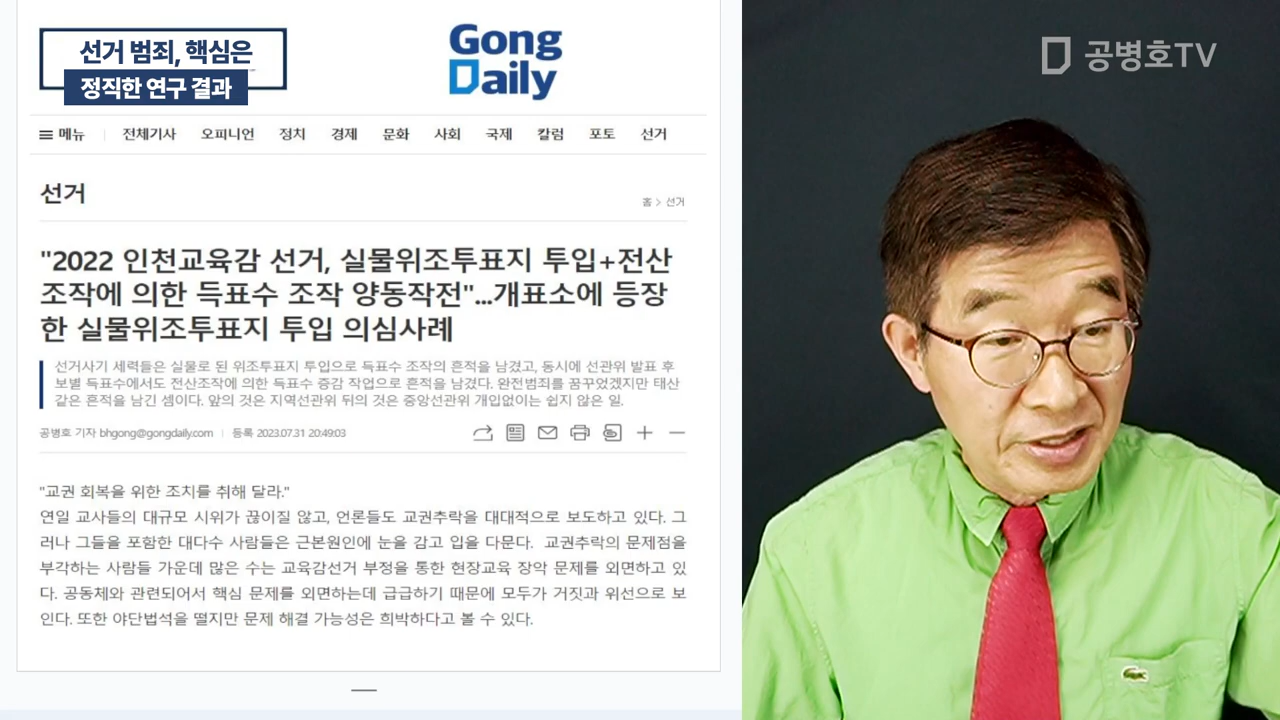 선거 범죄, 핵심은
정직한 연구 결과
Gong
Daily
메뉴 전체기사 오피니언 정치 경제 문화 사회 국제 칼럼 포토 선거
선거
홈 > 선거
"2022 인천교육감 선거, 실물위조투표지 투입+전산
조작에 의한 득표수 조작 양동작전"...개표소에 등장
한 실물위조투표지 투입 의심사례
선거사기 세력들은 실물로 된 위조투표지 투입으로 득표수 조작의 흔적을 남겼고, 동시에 선관위 발표 후
보별 득표수에서도 전산조작에 의한 득표수 증감 작업으로 흔적을 남겼다. 완전범죄를 꿈꾸었겠지만 태산
같은 흔적을 남긴 셈이다. 앞의 것은 지역선관위 뒤의 것은 중앙선관위 개입없이는 쉽지 않은 일.
공병호 기자 bhgong@gongdaily.com 등록 2023.07.31 20:49:03
"교권 회복을 위한 조치를 취해 달라."
연일 교사들의 대규모 시위가 끊이질 않고, 언론들도 교권추락을 대대적으로 보도하고 있다. 그
러나 그들을 포함한 대다수 사람들은 근본원인에 눈을 감고 입을 다문다. 교권추락의 문제점을
부각하는 사람들 가운데 많은 수는 교육감선거 부정을 통한 현장교육 장악 문제를 외면하고 있
다. 공동체와 관련되어서 핵심 문제를 외면하는데 급급하기 때문에 모두가 거짓과 위선으로 보
인다. 또한 야단법석을 떨지만 문제 해결 가능성은 희박하다고 볼 수 있다.
공병호TV